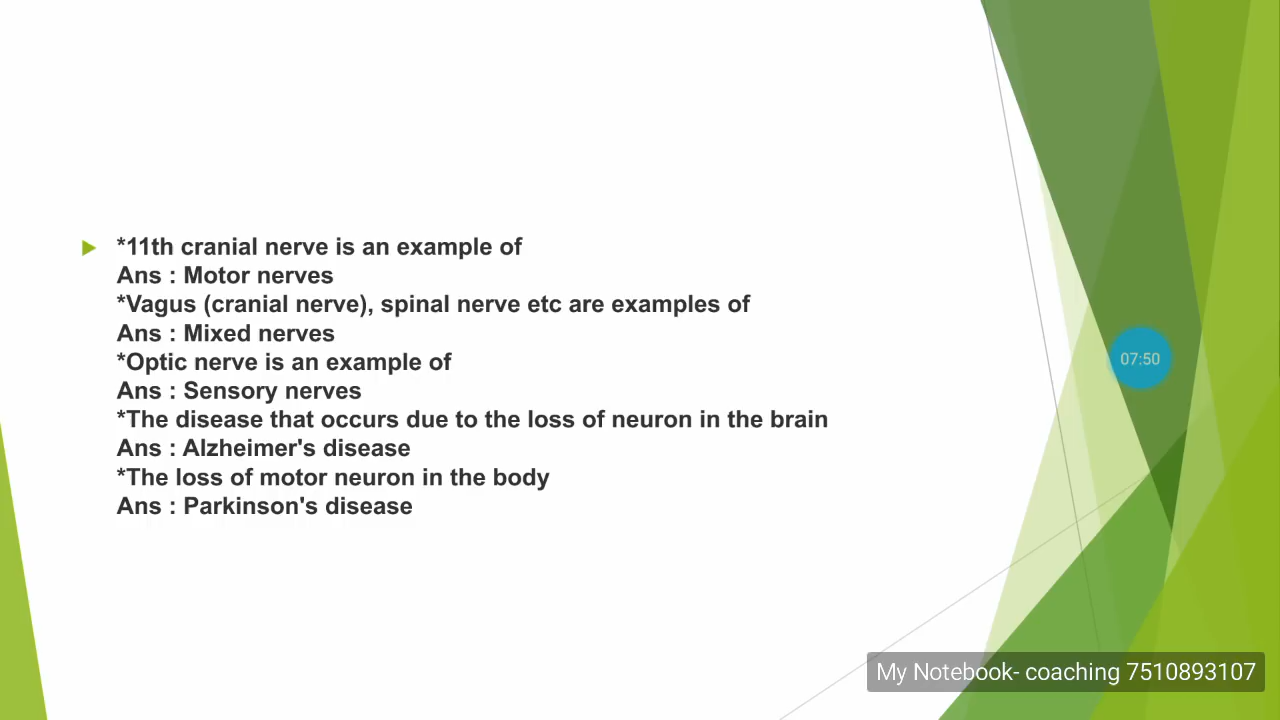 *11th cranial nerve is an example of
Ans : Motor nerves
*Vagus (cranial nerve), spinal nerve etc are examples of
Ans : Mixed nerves
*Optic nerve is an example of
Ans : Sensory nerves
*The disease that occurs due to the loss of neuron in the brain
Ans : Alzheimer's disease
*The loss of motor neuron in the body
Ans : Parkinson's disease
07:50
My Notebook- coaching 7510893107